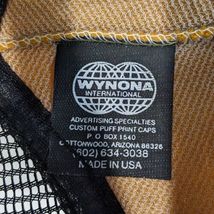 WYNONA
INTERNATIONAL
ADVERTISING SPECIALTIES
CUSTOM PUFF PRINT CAPS
P O BOX 1540
COTTONWOOD, ARIZONA 86326
(602) 634-3038
MADE IN USA